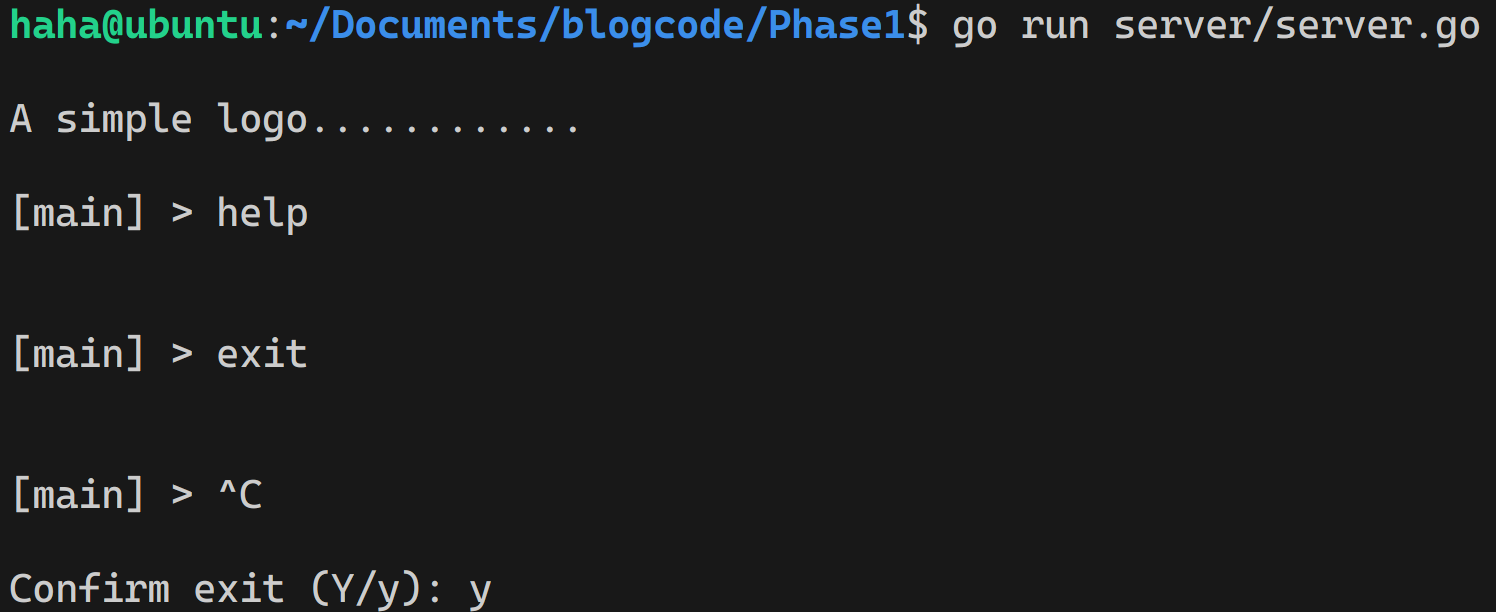 haha@ubuntu:~/Documents/blogcode/Phase1$ go run server/server.go
A simple logo............
[main] > help
[main] > exit
[main] > ^C
Confirm exit (Y/y): y